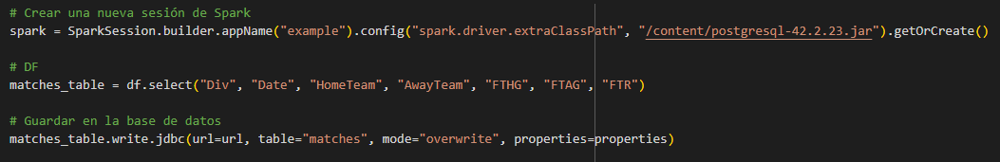 # Crear una nueva sesión de Spark
spark = SparkSession.builder.appName("example").config("spark.driver.extraClassPath", "/content/postgresql-42.2.23.jar").getOrCreate()
# DF
matches_table = df.select("Div", "Date", "HomeTeam", "AwayTeam", "FTHG", "FTAG", "FTR")
# Guardar en la base de datos
matches_table.write.jdbc(url=url, table="matches", mode="overwrite", properties=properties)